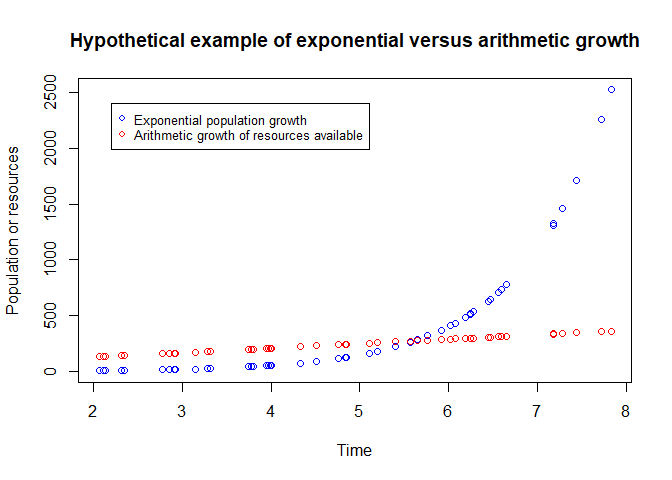 Hypothetical example of exponential versus arithmetic growth
Population or resources
2500
2000
1500
1000
500
0
Exponential population growth
Arithmetic growth of resources available
2 3 4 5 6 7 8
Time